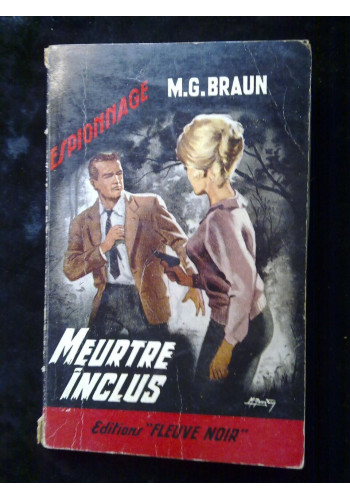 M.G. BRAUN
ESPIONNAGE
MEURTRE
INCLUS
Editions "FLEUVE NOIR"